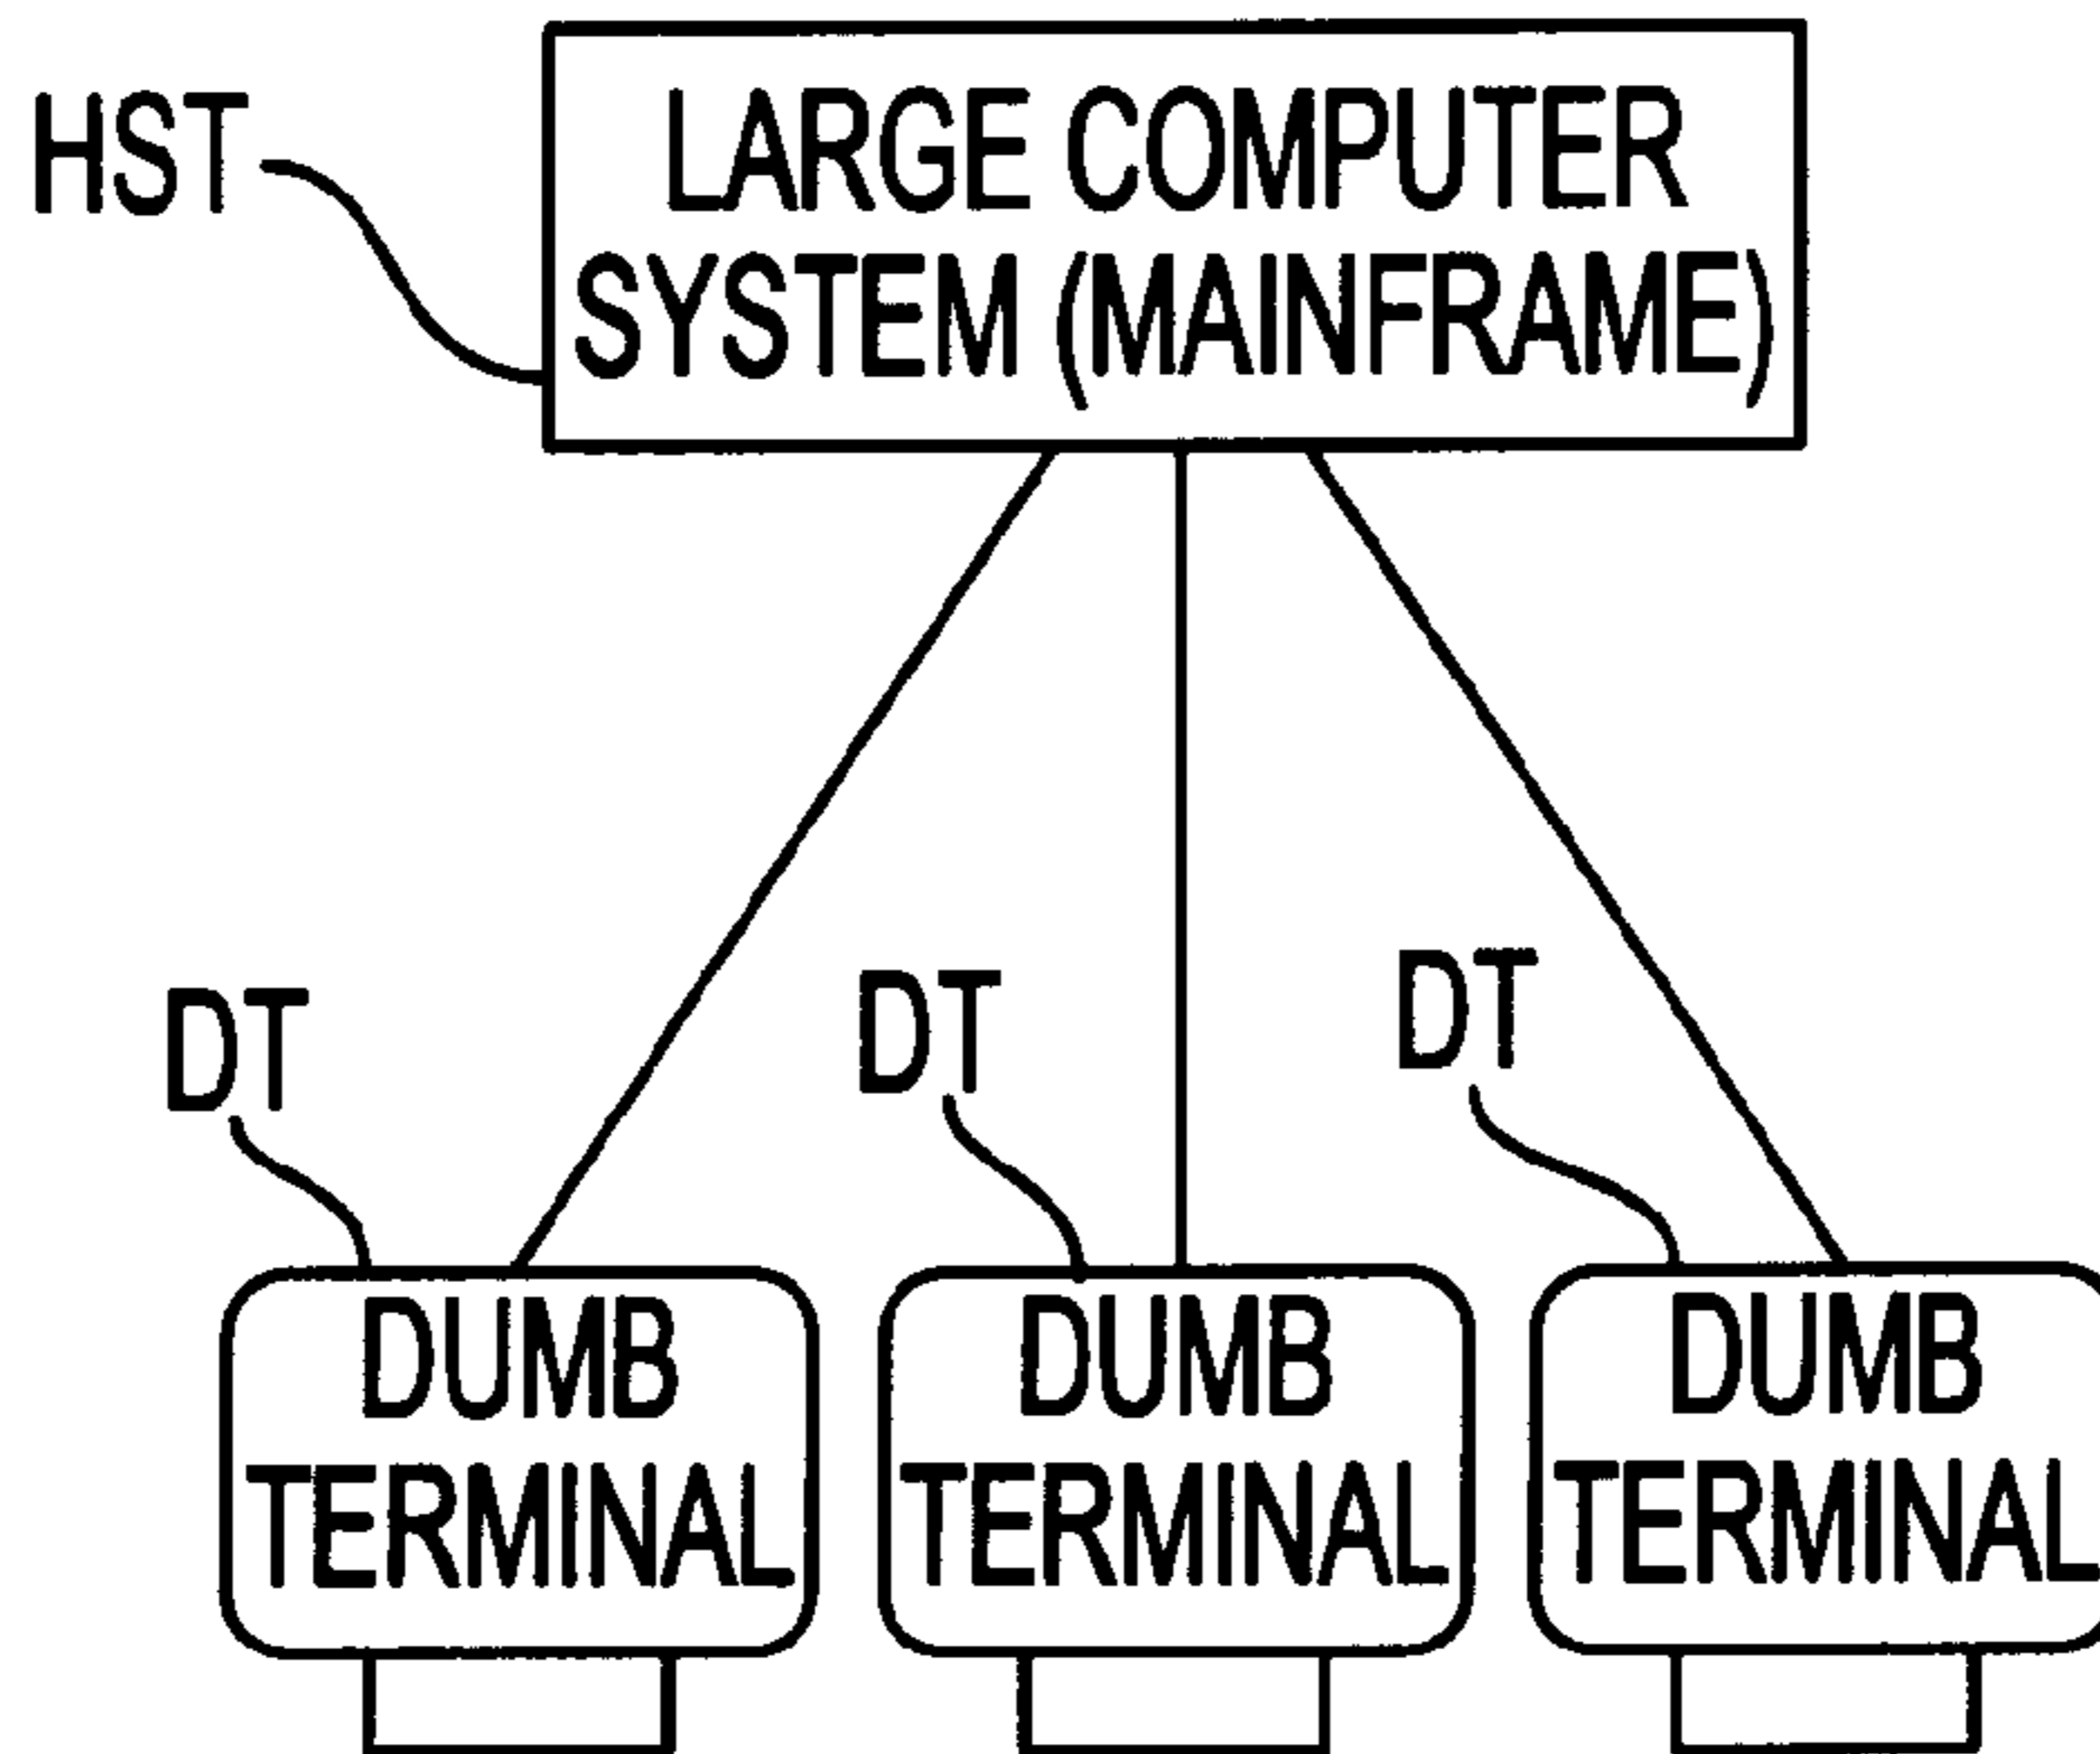 HST
LARGE COMPUTER
SYSTEM (MAINFRAME)
DT
DT
DT
DUMB
TERMINAL
DUMB
TERMINAL
DUMB
TERMINAL